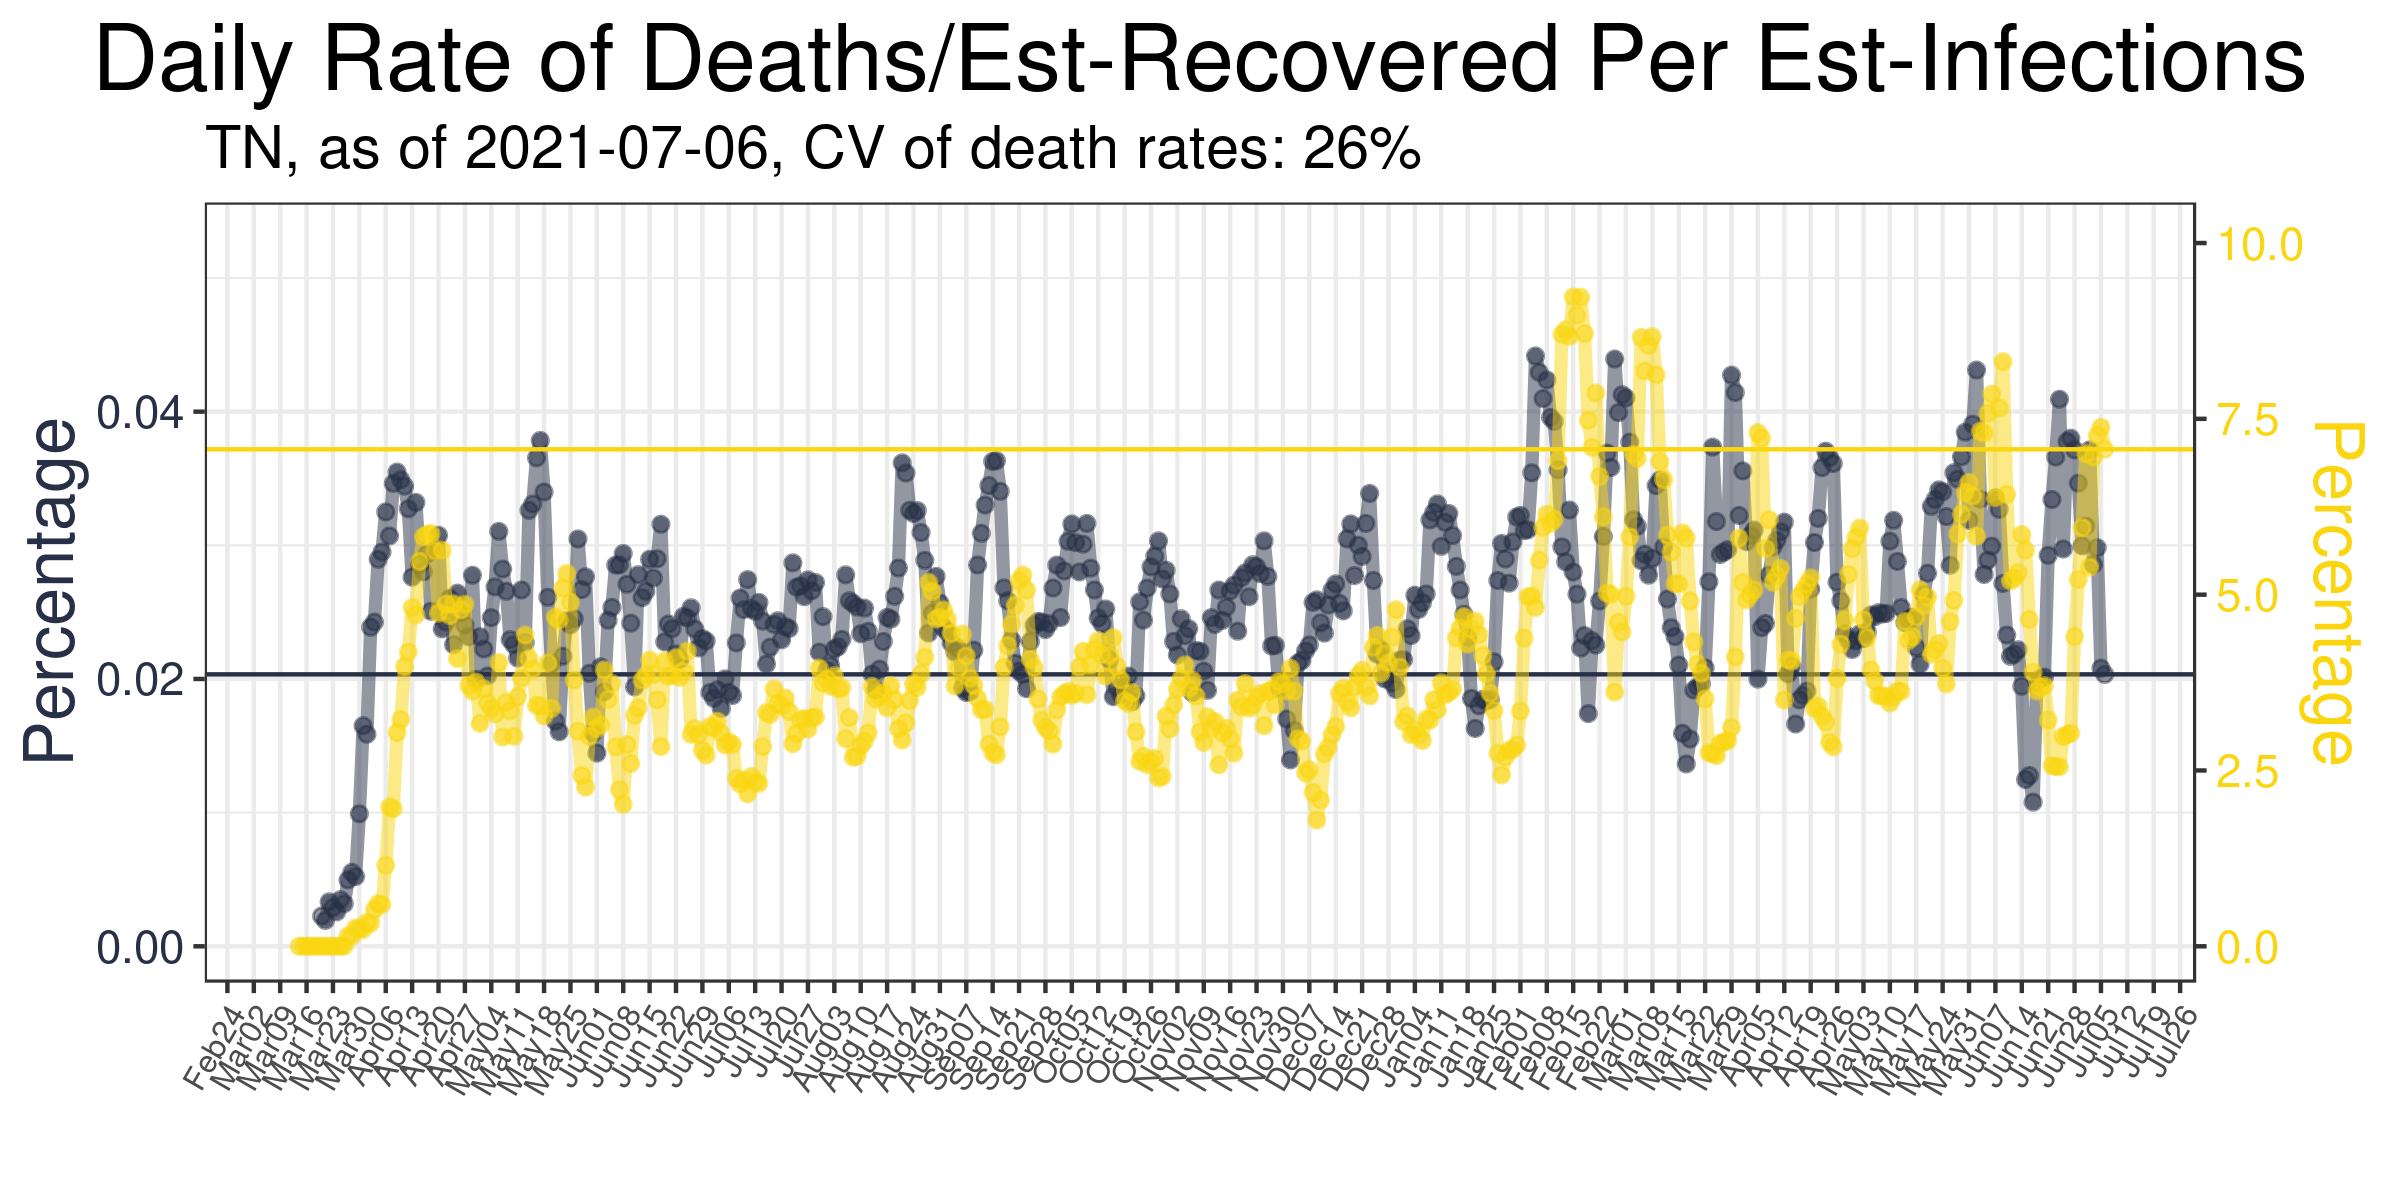 Daily Rate of Deaths/Est-Recovered Per Est-Infections
TN, as of 2021-07-06, CV of death rates: 26%
Percentage
0.04
0.02
0.00
10.0
7.5
5.0
2.5
0.0
Percentage
Feb24
Mar02
Mar09
Mar16
Mar23
Mar30
Apr06
Apr13
Apr20
Apr27
May04
May11
May18
May25
Jun01
Jun08
Jun15
Jun22
Jun29
Jul06
Jul13
Jul20
Jul27
Aug03
Aug10
Aug17
Aug24
Aug31
Sep07
Sep14
Sep21
Sep28
Oct05
Oct12
Oct19
Oct26
Nov02
Nov09
Nov16
Nov23
Nov30
Dec07
Dec14
Dec21
Dec28
Jan04
Jan11
Jan18
Jan25
Feb01
Feb08
Feb15
Feb22
Mar01
Mar08
Mar15
Mar22
Mar29
Apr05
Apr12
Apr19
Apr26
May03
May10
May17
May24
May31
Jun07
Jun14
Jun21
Jun28
Jul05
Jul12
Jul19
Jul26